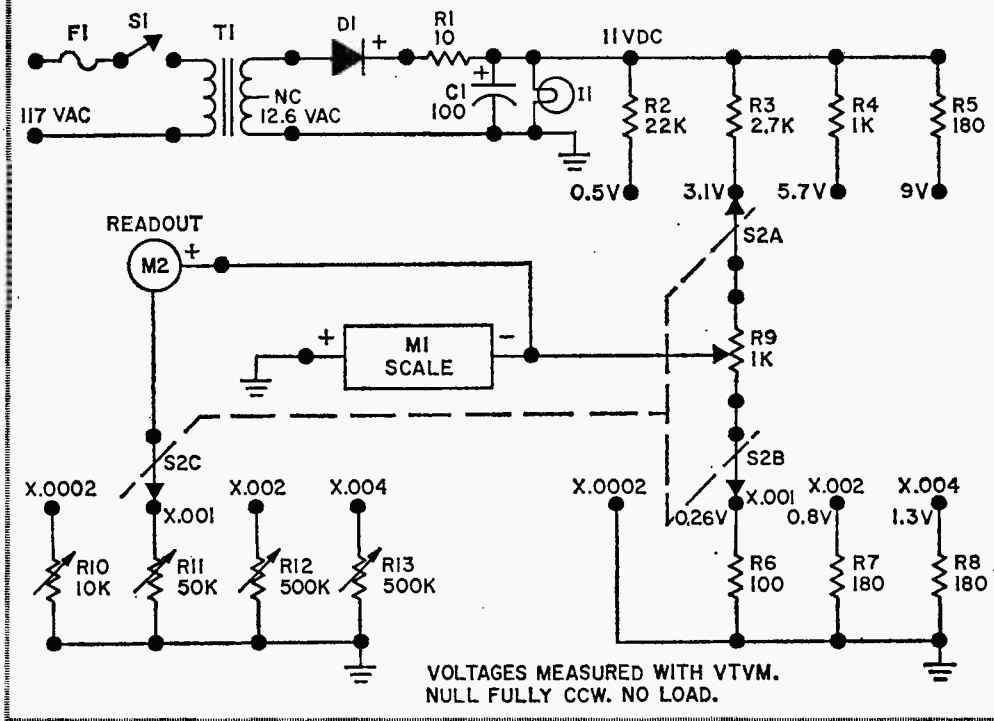 F1
S1
T1
D1
+
R1
10
11 VDC
117 VAC
NC
12.6 VAC
+
C1
100
I1
R2
22K
R3
2.7K
R4
1K
R5
180
0.5V
3.1V
5.7V
9V
S2A
READOUT
M2
+
+
M1
SCALE
-
R9
1K
S2C
S2B
X.0002
X.001
X.002
X.004
R10
10K
R11
50K
R12
500K
R13
500K
X.0002
0.26V
X.001
X.002
0.8V
X.004
1.3V
R6
100
R7
180
R8
180
VOLTAGES MEASURED WITH VTVM.
NULL FULLY CCW. NO LOAD.